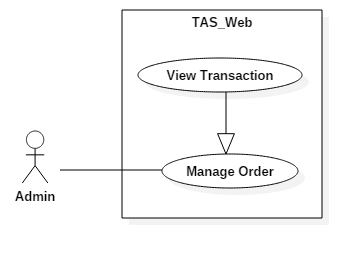 TAS_Web
View Transaction
Manage Order
Admin